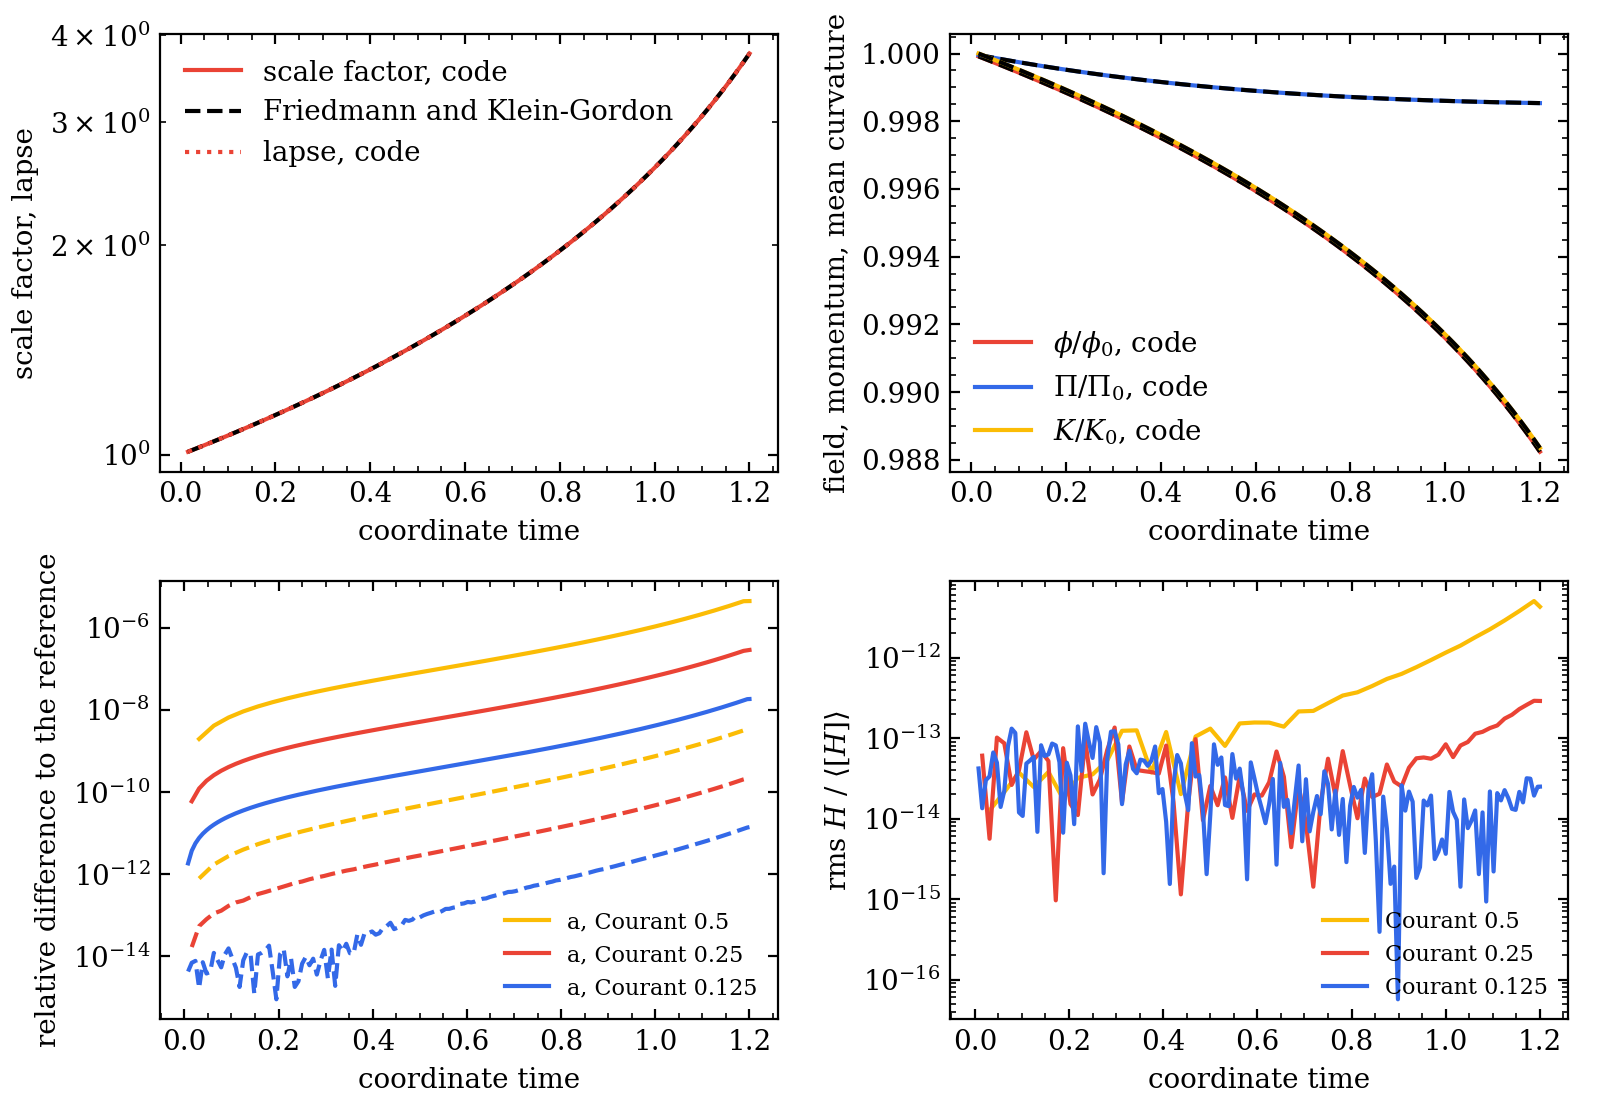 scale factor, lapse
4 × 10⁰
3 × 10⁰
2 × 10⁰
10⁰
scale factor, code
Friedmann and Klein-Gordon
lapse, code
0.0 0.2 0.4 0.6 0.8 1.0 1.2
coordinate time
field, momentum, mean curvature
1.000
0.998
0.996
0.994
0.992
0.990
0.988
ϕ/ϕ₀, code
Π/Π₀, code
K/K₀, code
0.0 0.2 0.4 0.6 0.8 1.0 1.2
coordinate time
relative difference to the reference
10⁻⁶
10⁻⁸
10⁻¹⁰
10⁻¹²
10⁻¹⁴
a, Courant 0.5
a, Courant 0.25
a, Courant 0.125
0.0 0.2 0.4 0.6 0.8 1.0 1.2
coordinate time
rms H / ⟨[H]⟩
10⁻¹²
10⁻¹³
10⁻¹⁴
10⁻¹⁵
10⁻¹⁶
Courant 0.5
Courant 0.25
Courant 0.125
0.0 0.2 0.4 0.6 0.8 1.0 1.2
coordinate time